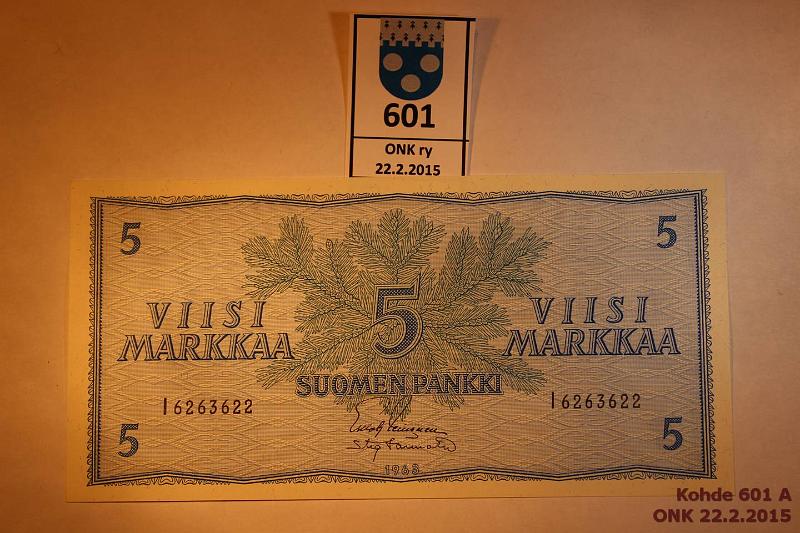 601
ONK ry
22.2.2015
5
5
5
VIISI
MARKKAA
VIISI
MARKKAA
SUOMEN PANKKI
I6263622
I6263622
5
5
1963
Kohde 601 A
ONK 22.2.2015